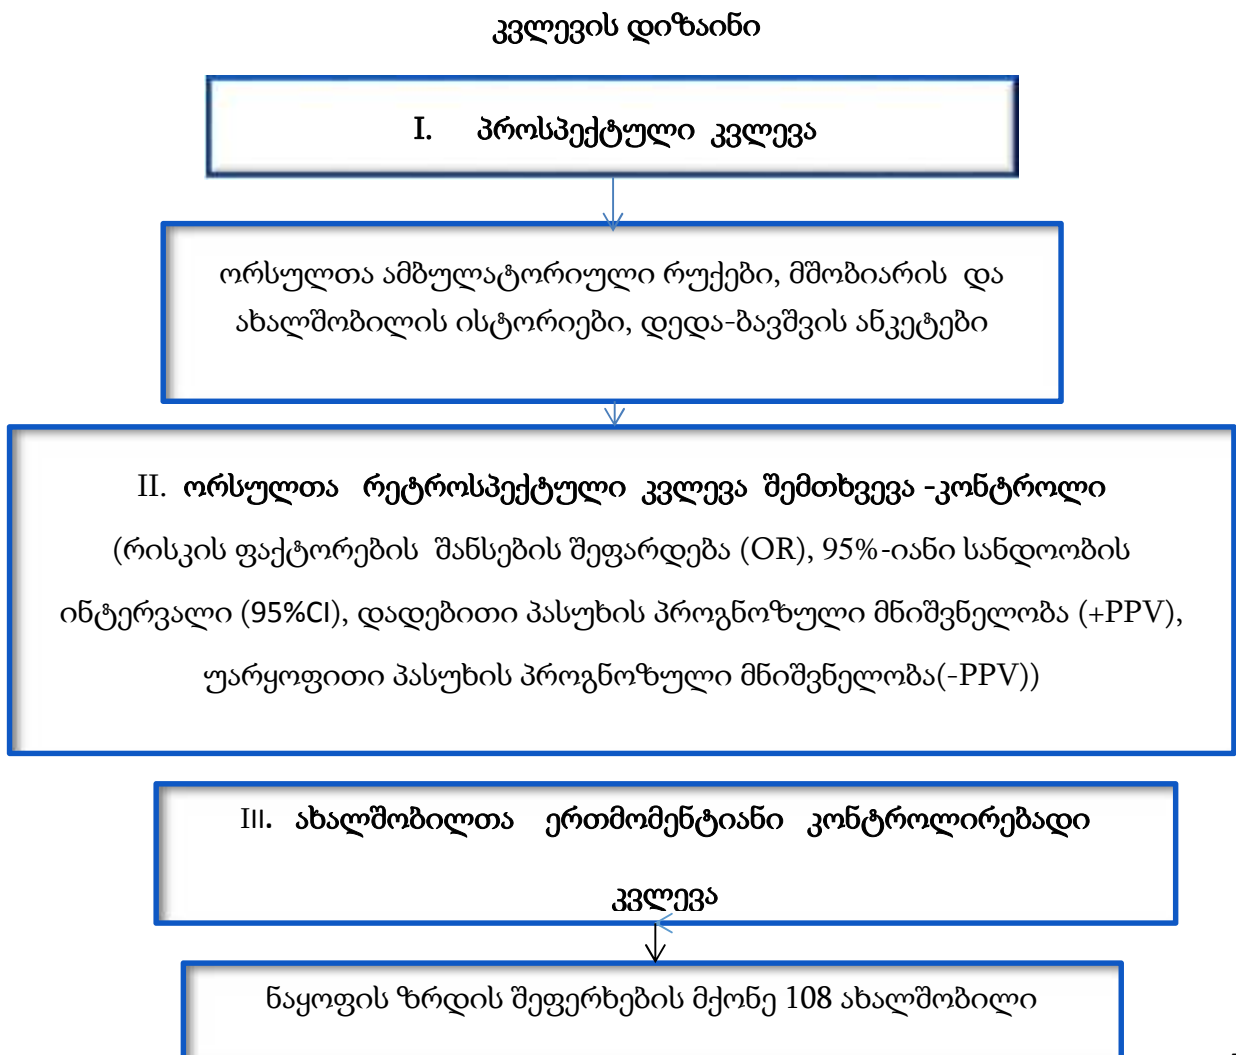 კვლევის დიზაინი
I. პროსპექტული კვლევა
ორსულთა ამბულატორიული რუქები, მშობიარის და
ახალშობილის ისტორიები, დედა-ბავშვის ანკეტები
II. ორსულთა რეტროსპექტული კვლევა შემთხვევა -კონტროლი
(რისკის ფაქტორების შანსების შეფარდება (OR), 95%-იანი სანდოობის
ინტერვალი (95%CI), დადებითი პასუხის პროგნოზული მნიშვნელობა (+PPV),
უარყოფითი პასუხის პროგნოზული მნიშვნელობა(-PPV))
III. ახალშობილთა ერთმომენტიანი კონტროლირებადი
კვლევა
ნაყოფის ზრდის შეფერხების მქონე 108 ახალშობილი